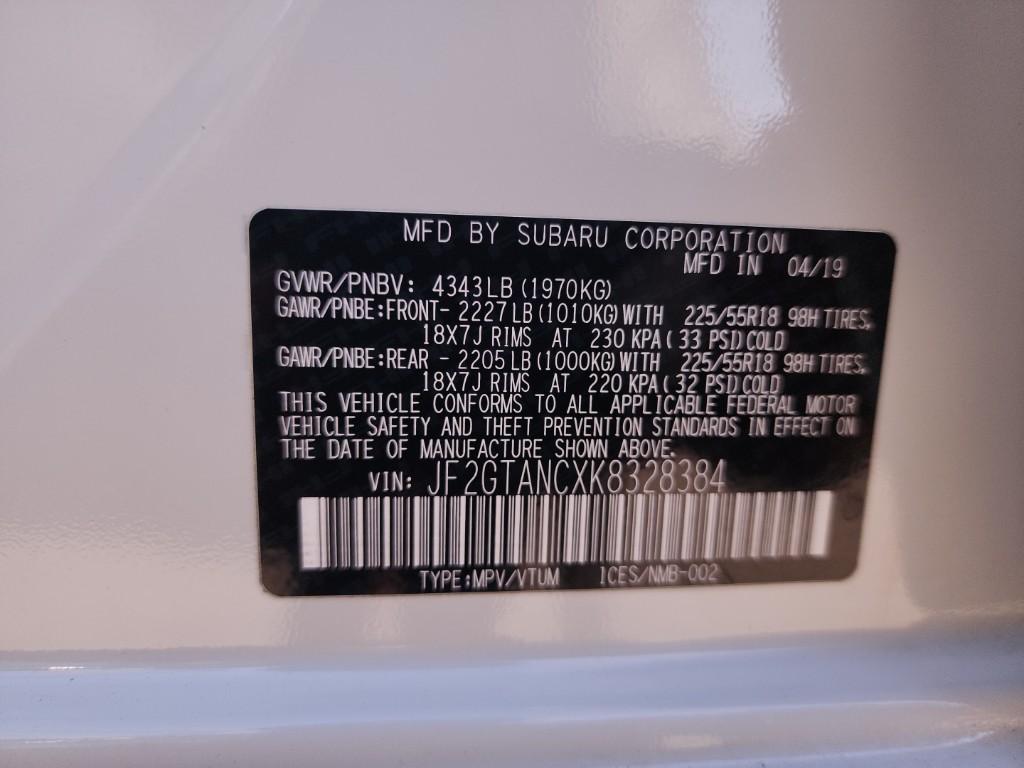 MFD BY SUBARU CORPORATION
MFD IN 04/19
GVWR/PNBV: 4343LB (1970KG)
GAWR/PNBE:FRONT- 2227LB (1010KG) WITH 225/55R18 98H TIRES,
18X7J RIMS AT 230 KPA ( 33 PSI) COLD
GAWR/PNBE:REAR - 2205LB (1000KG) WITH 225/55R18 98H TIRES,
18X7J RIMS AT 220 KPA ( 32 PSI) COLD
THIS VEHICLE CONFORMS TO ALL APPLICABLE FEDERAL MOTOR
VEHICLE SAFETY AND THEFT PREVENTION STANDARDS IN EFFECT ON
THE DATE OF MANUFACTURE SHOWN ABOVE.
VIN: JF2GTANCXK8328384
TYPE:MPV/VTUM ICES/NMB-002